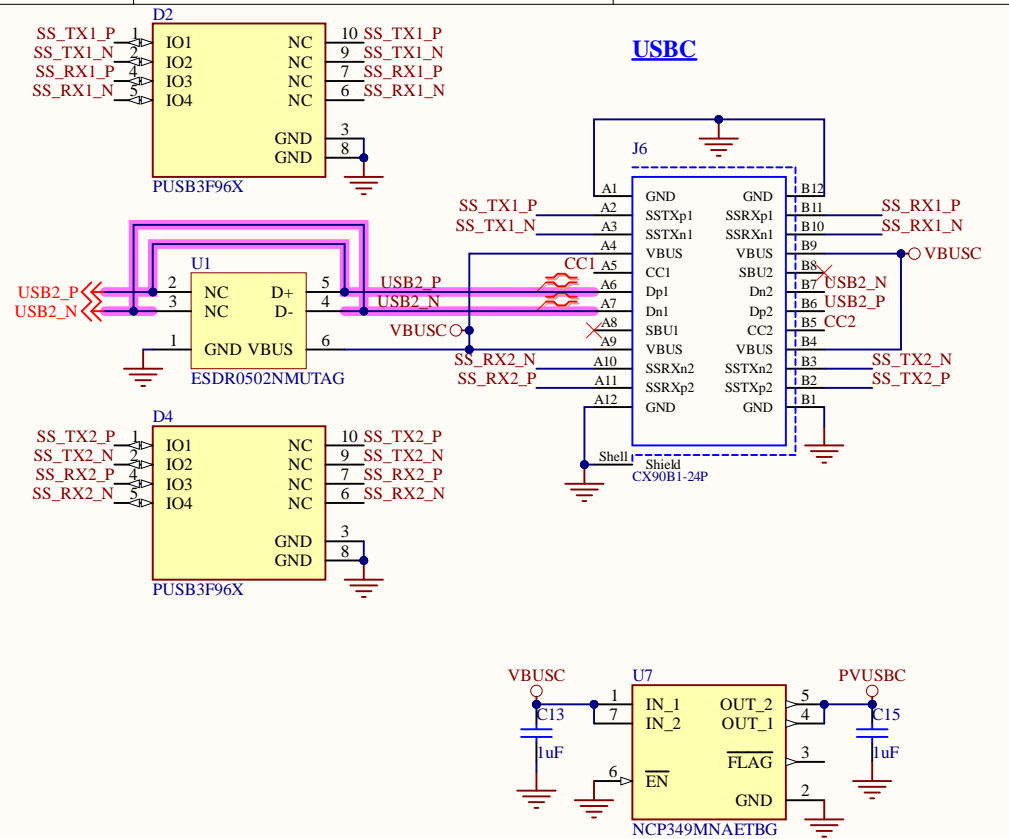 D2
SS_TX1_P 1 IO1 NC 10 SS_TX1_P
SS_TX1_N 2 IO2 NC 9 SS_TX1_N
SS_RX1_P 4 IO3 NC 7 SS_RX1_P
SS_RX1_N 5 IO4 NC 6 SS_RX1_N
GND 3
GND 8
PUSB3F96X
U1
USB2_P 2 NC D+ 5 USB2_P
USB2_N 3 NC D- 4 USB2_N
1 GND VBUS 6
ESDR0502NMUTAG
VBUSC
D4
SS_TX2_P 1 IO1 NC 10 SS_TX2_P
SS_TX2_N 2 IO2 NC 9 SS_TX2_N
SS_RX2_P 4 IO3 NC 7 SS_RX2_P
SS_RX2_N 5 IO4 NC 6 SS_RX2_N
GND 3
GND 8
PUSB3F96X
USBC
J6
A1 GND GND B12
SS_TX1_P A2 SSTXp1 SSRXp1 B11 SS_RX1_P
SS_TX1_N A3 SSTXn1 SSRXn1 B10 SS_RX1_N
A4 VBUS VBUS B9 VBUSC
CC1 A5 CC1 SBU2 B8
A6 Dp1 Dn2 B7 USB2_N
A7 Dn1 Dp2 B6 USB2_P
A8 SBU1 CC2 B5 CC2
A9 VBUS VBUS B4
SS_RX2_N A10 SSRXn2 SSTXn2 B3 SS_TX2_N
SS_RX2_P A11 SSRXp2 SSTXp2 B2 SS_TX2_P
A12 GND GND B1
Shell Shield
CX90B1-24P
VBUSC U7 PVUSBC
1 IN_1 OUT_2 5
C13 7 IN_2 OUT_1 4 C15
1uF FLAG 3 1uF
6 EN
GND 2
NCP349MNAETBG